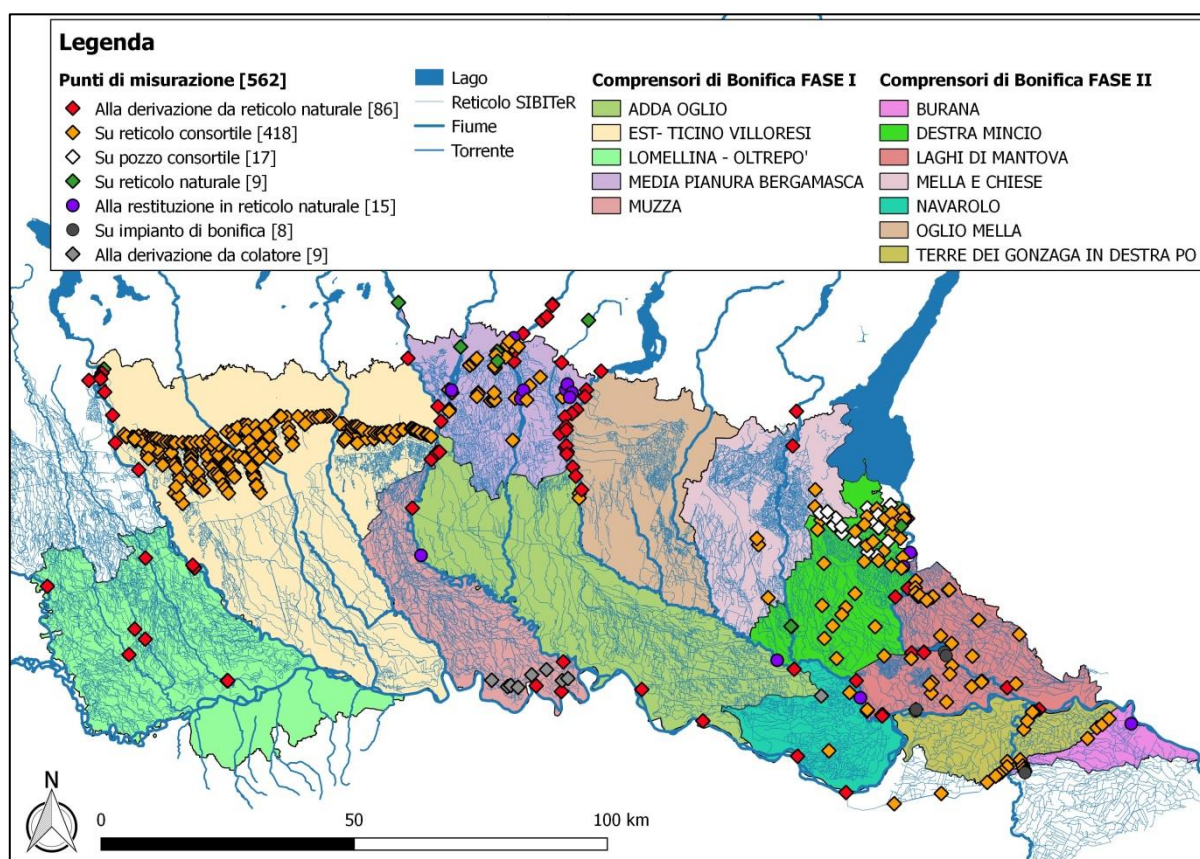 Legenda
Punti di misurazione [562]
Alla derivazione da reticolo naturale [86]
Su reticolo consortile [418]
Su pozzo consortile [17]
Su reticolo naturale [9]
Alla restituzione in reticolo naturale [15]
Su impianto di bonifica [8]
Alla derivazione da colatore [9]
Lago
Reticolo SIBITeR
Fiume
Torrente
Comprensori di Bonifica FASE I
ADDA OGLIO
EST- TICINO VILLORESI
LOMELLINA - OLTREPO'
MEDIA PIANURA BERGAMASCA
MUZZA
Comprensori di Bonifica FASE II
BURANA
DESTRA MINCIO
LAGHI DI MANTOVA
MELLA E CHIESE
NAVAROLO
OGLIO MELLA
TERRE DEI GONZAGA IN DESTRA PO
N
0 50 100 km